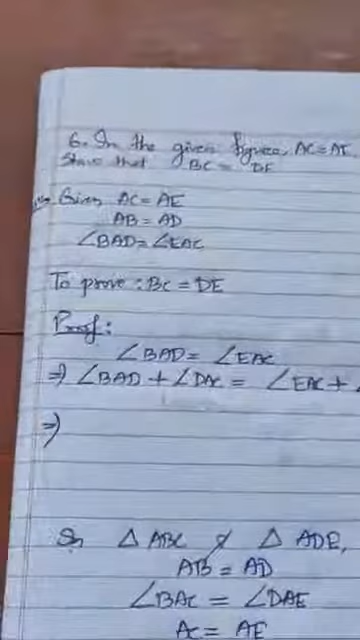 6. In the given figure, AC = AE.
Show that BC = DE
Given AC = AE
AB = AD
∠BAD = ∠EAC
To prove : BC = DE
Proof:
∠BAD = ∠EAC
⇒ ∠BAD + ∠DAC = ∠EAC +
⇒
In △ ABC & △ ADE,
AB = AD
∠BAC = ∠DAE
AC = AE